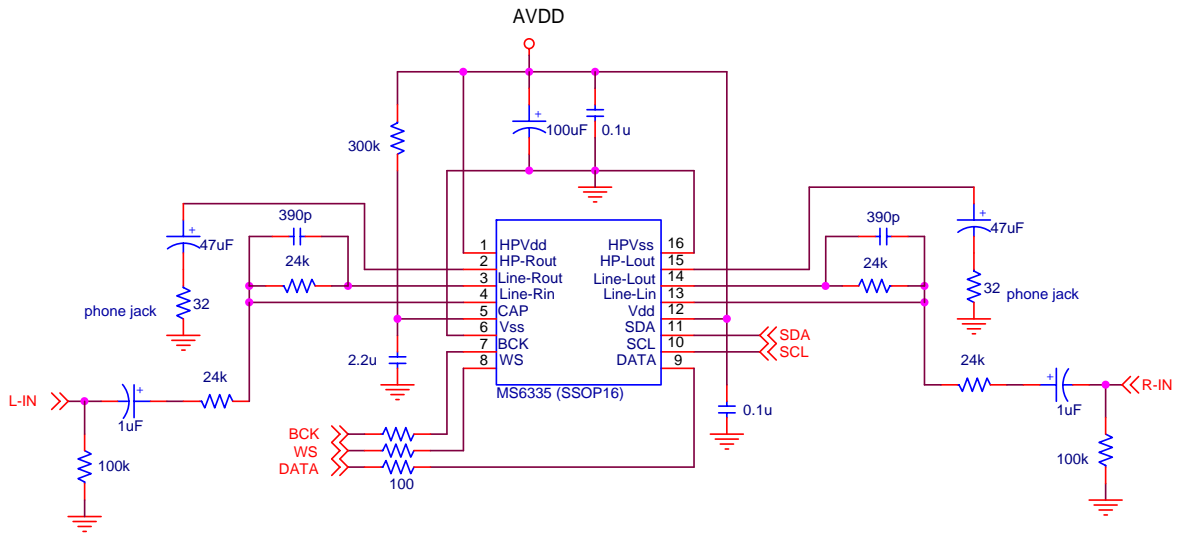 AVDD
100uF
0.1u
300k
390p
390p
47uF
47uF
24k
24k
32
32
phone jack
phone jack
1
HPVdd
HPVss
16
2
HP-Rout
HP-Lout
15
3
Line-Rout
Line-Lout
14
4
Line-Rin
Line-Lin
13
5
CAP
Vdd
12
6
Vss
SDA
11
SDA
7
BCK
SCL
10
SCL
8
WS
DATA
9
MS6335 (SSOP16)
2.2u
0.1u
24k
24k
L-IN
R-IN
1uF
1uF
100k
100k
BCK
WS
DATA
100